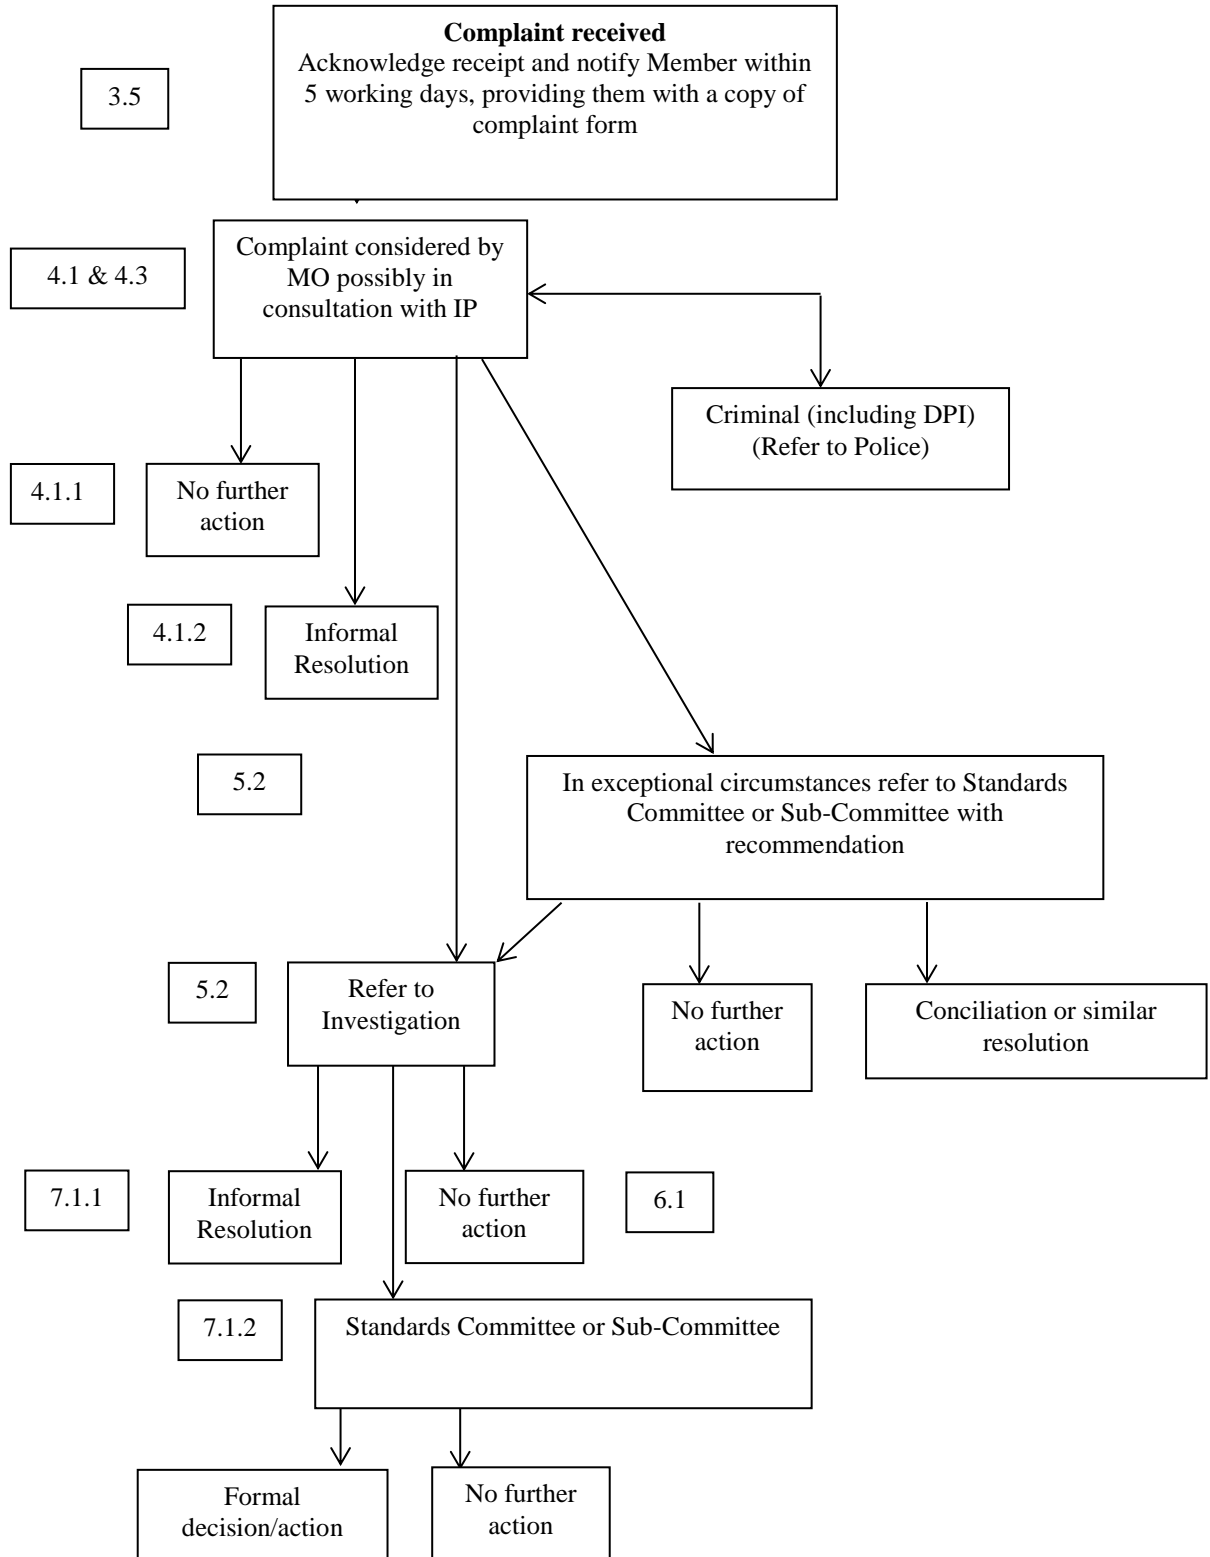 Complaint received
Acknowledge receipt and notify Member within
5 working days, providing them with a copy of
complaint form
3.5
Complaint considered by
MO possibly in
consultation with IP
4.1 & 4.3
Criminal (including DPI)
(Refer to Police)
4.1.1
No further
action
4.1.2
Informal
Resolution
5.2
In exceptional circumstances refer to Standards
Committee or Sub-Committee with
recommendation
5.2
Refer to
Investigation
No further
action
Conciliation or similar
resolution
7.1.1
Informal
Resolution
No further
action
6.1
7.1.2
Standards Committee or Sub-Committee
Formal
decision/action
No further
action